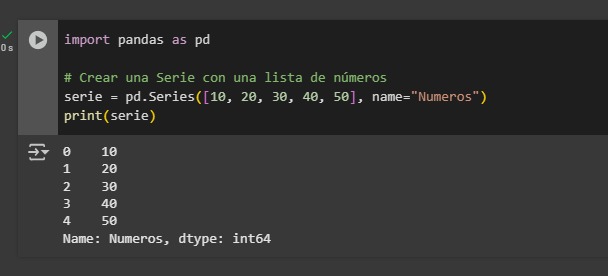 import pandas as pd
# Crear una Serie con una lista de números
serie = pd.Series([10, 20, 30, 40, 50], name="Numeros")
print(serie)
0s
0    10
1    20
2    30
3    40
4    50
Name: Numeros, dtype: int64